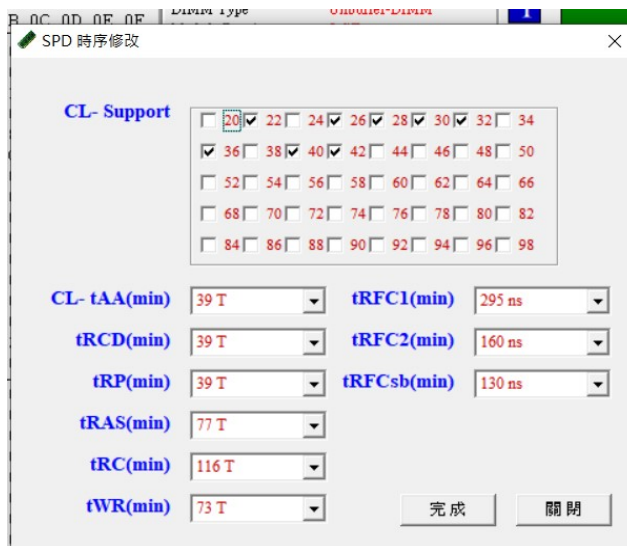 B 0C 0D 0E 0F
DIMM Type
Unbuffer-DIMM
1
SPD 時序修改
CL- Support
20 22 24 26 28 30 32 34
36 38 40 42 44 46 48 50
52 54 56 58 60 62 64 66
68 70 72 74 76 78 80 82
84 86 88 90 92 94 96 98
CL- tAA(min) 39 T tRFC1(min) 295 ns
tRCD(min) 39 T tRFC2(min) 160 ns
tRP(min) 39 T tRFCsb(min) 130 ns
tRAS(min) 77 T
tRC(min) 116 T
tWR(min) 73 T 完成 關閉